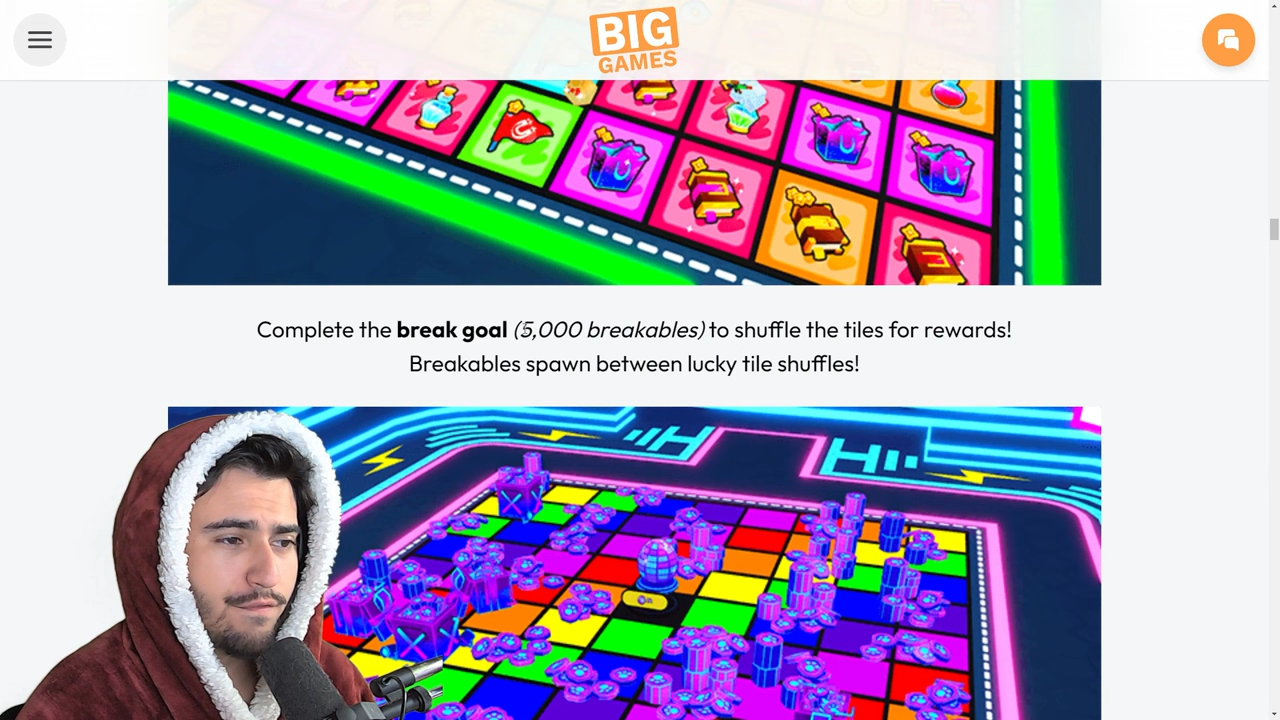 BIG
GAMES
Complete the break goal (5,000 breakables) to shuffle the tiles for rewards!
Breakables spawn between lucky tile shuffles!